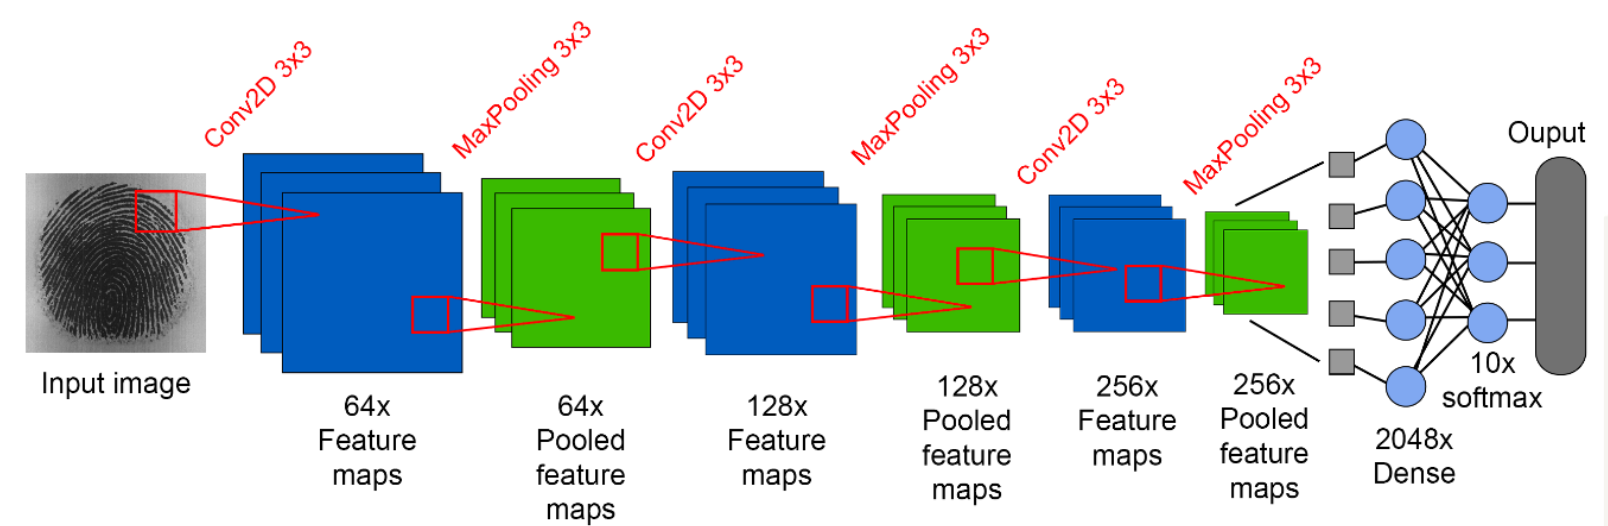 Conv2D 3x3
MaxPooling 3x3
Conv2D 3x3
MaxPooling 3x3
Conv2D 3x3
MaxPooling 3x3
Ouput
Input image
64x
Feature
maps
64x
Pooled
feature
maps
128x
Feature
maps
128x
Pooled
feature
maps
256x
Feature
maps
256x
Pooled
feature
maps
2048x
Dense
10x
softmax